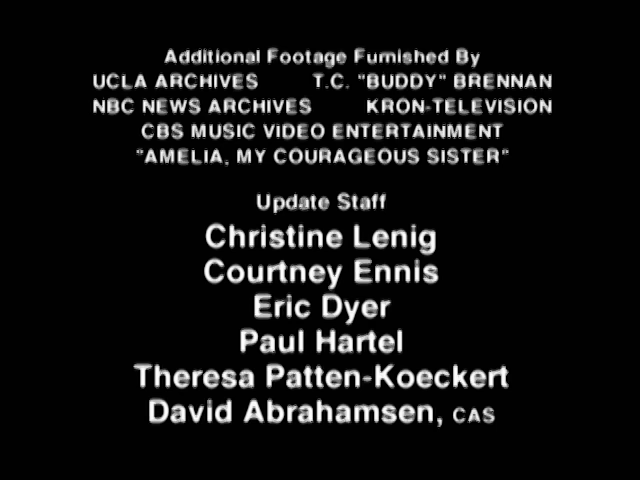 Additional Footage Furnished By
UCLA ARCHIVES T.C. "BUDDY" BRENNAN
NBC NEWS ARCHIVES KRON-TELEVISION
CBS MUSIC VIDEO ENTERTAINMENT
"AMELIA, MY COURAGEOUS SISTER"
Update Staff
Christine Lenig
Courtney Ennis
Eric Dyer
Paul Hartel
Theresa Patten-Koeckert
David Abrahamsen, CAS